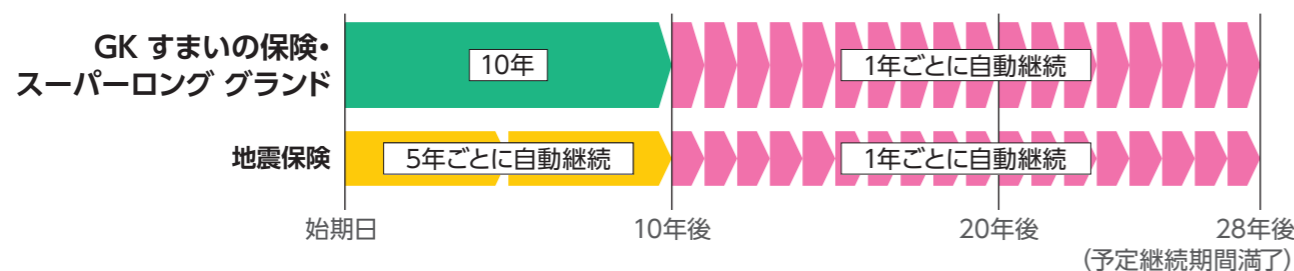 GK すまいの保険・
スーパーロング グランド
10年
1年ごとに自動継続
地震保険
5年ごとに自動継続
1年ごとに自動継続
始期日
10年後
20年後
28年後
(予定継続期間満了)